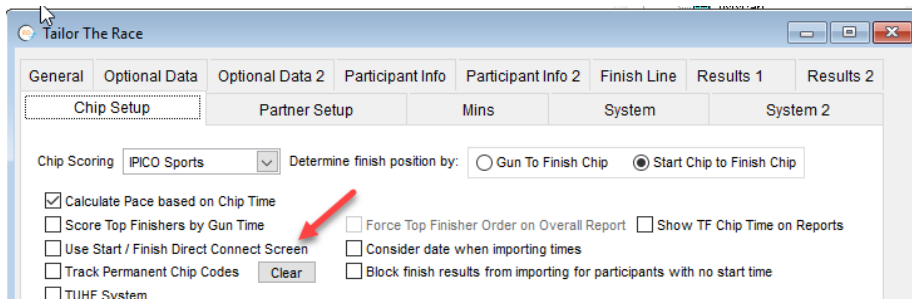 Tailor The Race
General Optional Data Optional Data 2 Participant Info Participant Info 2 Finish Line Results 1 Results 2
Chip Setup Partner Setup Mins System System 2
Chip Scoring IPICO Sports Determine finish position by: Gun To Finish Chip Start Chip to Finish Chip
Calculate Pace based on Chip Time
Score Top Finishers by Gun Time Force Top Finisher Order on Overall Report Show TF Chip Time on Reports
Use Start / Finish Direct Connect Screen Consider date when importing times
Track Permanent Chip Codes Clear Block finish results from importing for participants with no start time
TUHF System